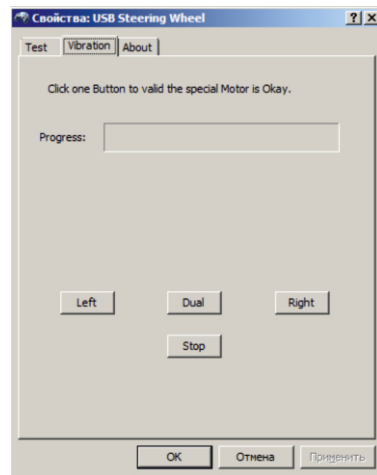 Свойства: USB Steering Wheel
Test Vibration About
Click one Button to valid the special Motor is Okay.
Progress:
Left Dual Right
Stop
OK Отмена Применить